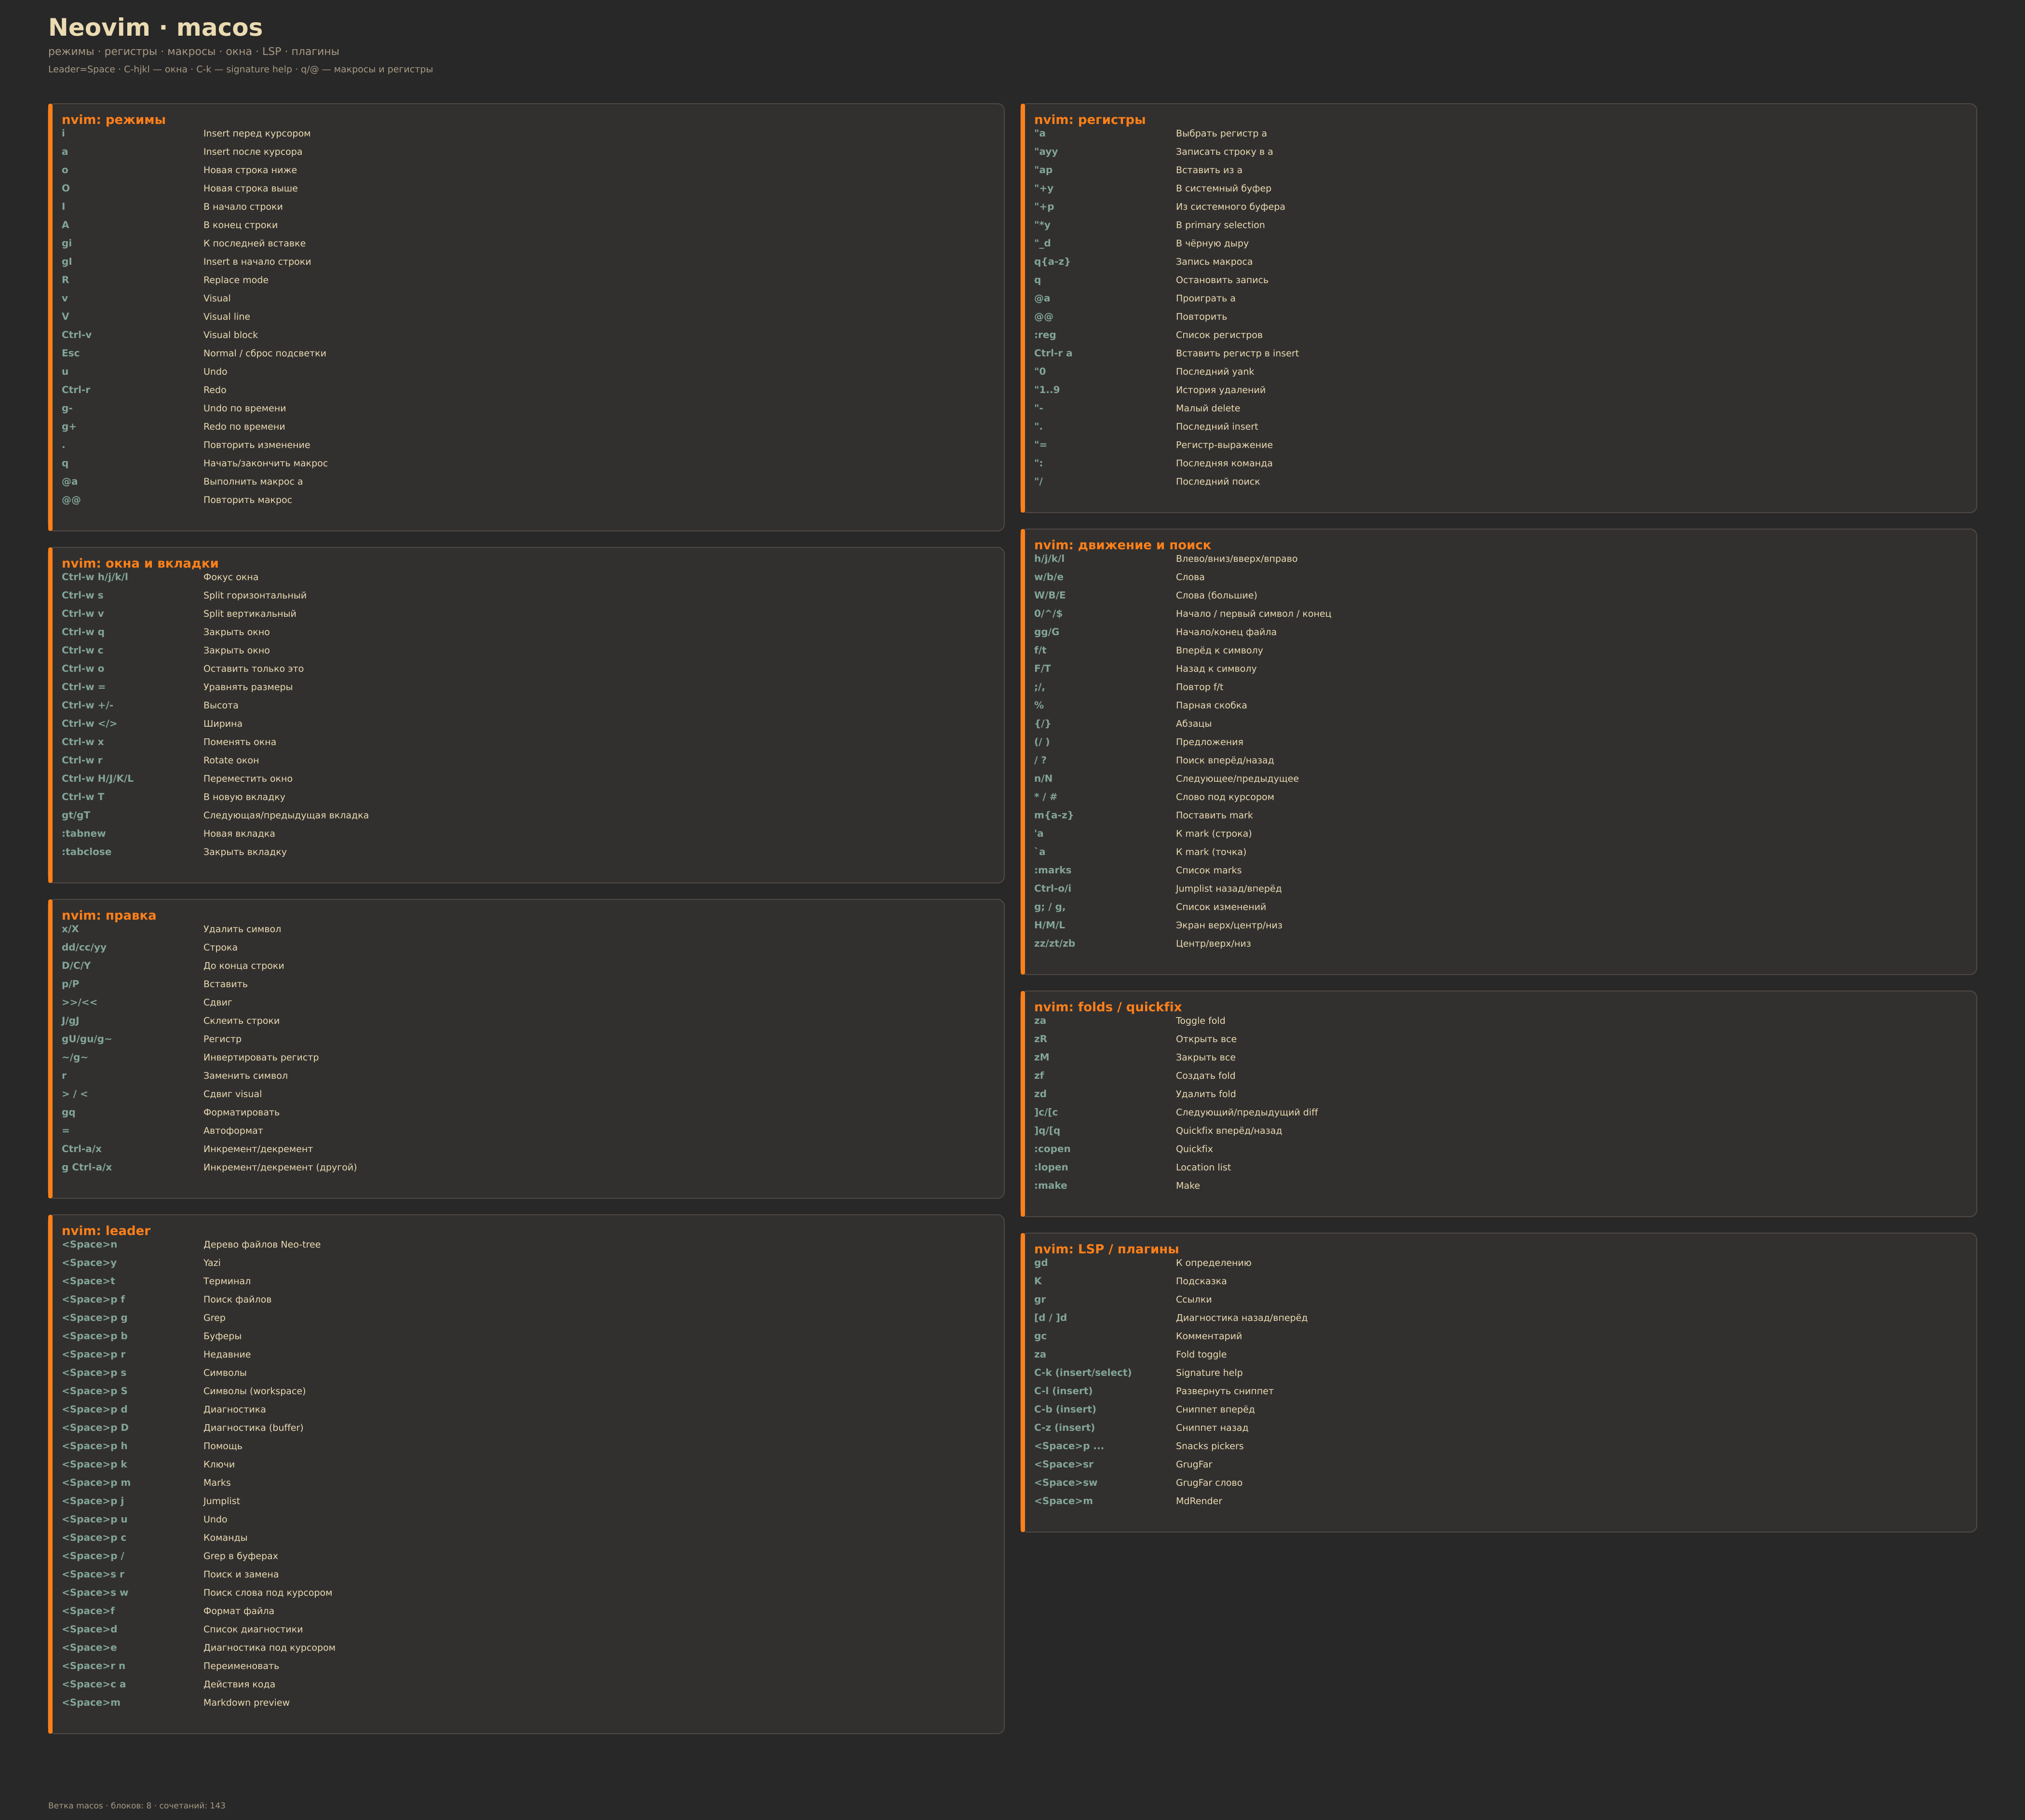 Neovim · macos
режимы · регистры · макросы · окна · LSP · плагины
Leader=Space · C-hjkl — окна · C-k — signature help · q/@ — макросы и регистры
nvim: режимы
i Insert перед курсором
a Insert после курсора
o Новая строка ниже
O Новая строка выше
I В начало строки
A В конец строки
gi К последней вставке
gI Insert в начало строки
R Replace mode
v Visual
V Visual line
Ctrl-v Visual block
Esc Normal / сброс подсветки
u Undo
Ctrl-r Redo
g- Undo по времени
g+ Redo по времени
. Повторить изменение
q Начать/закончить макрос
@a Выполнить макрос a
@@ Повторить макрос
nvim: окна и вкладки
Ctrl-w h/j/k/l Фокус окна
Ctrl-w s Split горизонтальный
Ctrl-w v Split вертикальный
Ctrl-w q Закрыть окно
Ctrl-w c Закрыть окно
Ctrl-w o Оставить только это
Ctrl-w = Уравнять размеры
Ctrl-w +/- Высота
Ctrl-w </> Ширина
Ctrl-w x Поменять окна
Ctrl-w r Rotate окон
Ctrl-w H/J/K/L Переместить окно
Ctrl-w T В новую вкладку
gt/gT Следующая/предыдущая вкладка
:tabnew Новая вкладка
:tabclose Закрыть вкладку
nvim: правка
x/X Удалить символ
dd/cc/yy Строка
D/C/Y До конца строки
p/P Вставить
>>/<< Сдвиг
J/gJ Склеить строки
gU/gu/g~ Регистр
~/g~ Инвертировать регистр
r Заменить символ
> / < Сдвиг visual
gq Форматировать
= Автоформат
Ctrl-a/x Инкремент/декремент
g Ctrl-a/x Инкремент/декремент (другой)
nvim: leader
<Space>n Дерево файлов Neo-tree
<Space>y Yazi
<Space>t Терминал
<Space>p f Поиск файлов
<Space>p g Grep
<Space>p b Буферы
<Space>p r Недавние
<Space>p s Символы
<Space>p S Символы (workspace)
<Space>p d Диагностика
<Space>p D Диагностика (buffer)
<Space>p h Помощь
<Space>p k Ключи
<Space>p m Marks
<Space>p j Jumplist
<Space>p u Undo
<Space>p c Команды
<Space>p / Grep в буферах
<Space>s r Поиск и замена
<Space>s w Поиск слова под курсором
<Space>f Формат файла
<Space>d Список диагностики
<Space>e Диагностика под курсором
<Space>r n Переименовать
<Space>c a Действия кода
<Space>m Markdown preview
nvim: регистры
"a Выбрать регистр a
"ayy Записать строку в a
"ap Вставить из a
"+y В системный буфер
"+p Из системного буфера
"*y В primary selection
"_d В чёрную дыру
q{a-z} Запись макроса
q Остановить запись
@a Проиграть a
@@ Повторить
:reg Список регистров
Ctrl-r a Вставить регистр в insert
"0 Последний yank
"1..9 История удалений
"- Малый delete
". Последний insert
"= Регистр-выражение
": Последняя команда
"/ Последний поиск
nvim: движение и поиск
h/j/k/l Влево/вниз/вверх/вправо
w/b/e Слова
W/B/E Слова (большие)
0/^/$ Начало / первый символ / конец
gg/G Начало/конец файла
f/t Вперёд к символу
F/T Назад к символу
;/, Повтор f/t
% Парная скобка
{/} Абзацы
(/ ) Предложения
/ ? Поиск вперёд/назад
n/N Следующее/предыдущее
* / # Слово под курсором
m{a-z} Поставить mark
'a К mark (строка)
`a К mark (точка)
:marks Список marks
Ctrl-o/i Jumplist назад/вперёд
g; / g, Список изменений
H/M/L Экран верх/центр/низ
zz/zt/zb Центр/верх/низ
nvim: folds / quickfix
za Toggle fold
zR Открыть все
zM Закрыть все
zf Создать fold
zd Удалить fold
]c/[c Следующий/предыдущий diff
]q/[q Quickfix вперёд/назад
:copen Quickfix
:lopen Location list
:make Make
nvim: LSP / плагины
gd К определению
K Подсказка
gr Ссылки
[d / ]d Диагностика назад/вперёд
gc Комментарий
za Fold toggle
C-k (insert/select) Signature help
C-l (insert) Развернуть сниппет
C-b (insert) Сниппет вперёд
C-z (insert) Сниппет назад
<Space>p ... Snacks pickers
<Space>sr GrugFar
<Space>sw GrugFar слово
<Space>m MdRender
Ветка macos · блоков: 8 · сочетаний: 143